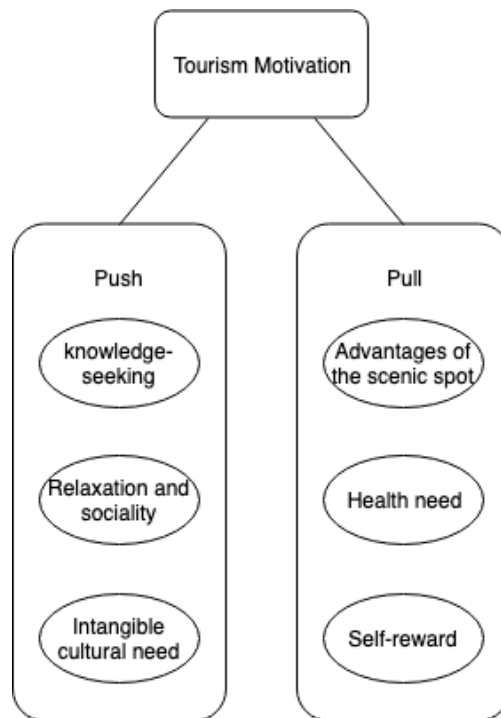 Tourism Motivation
Push
knowledge-
seeking
Relaxation and
sociality
Intangible
cultural need
Pull
Advantages of
the scenic spot
Health need
Self-reward